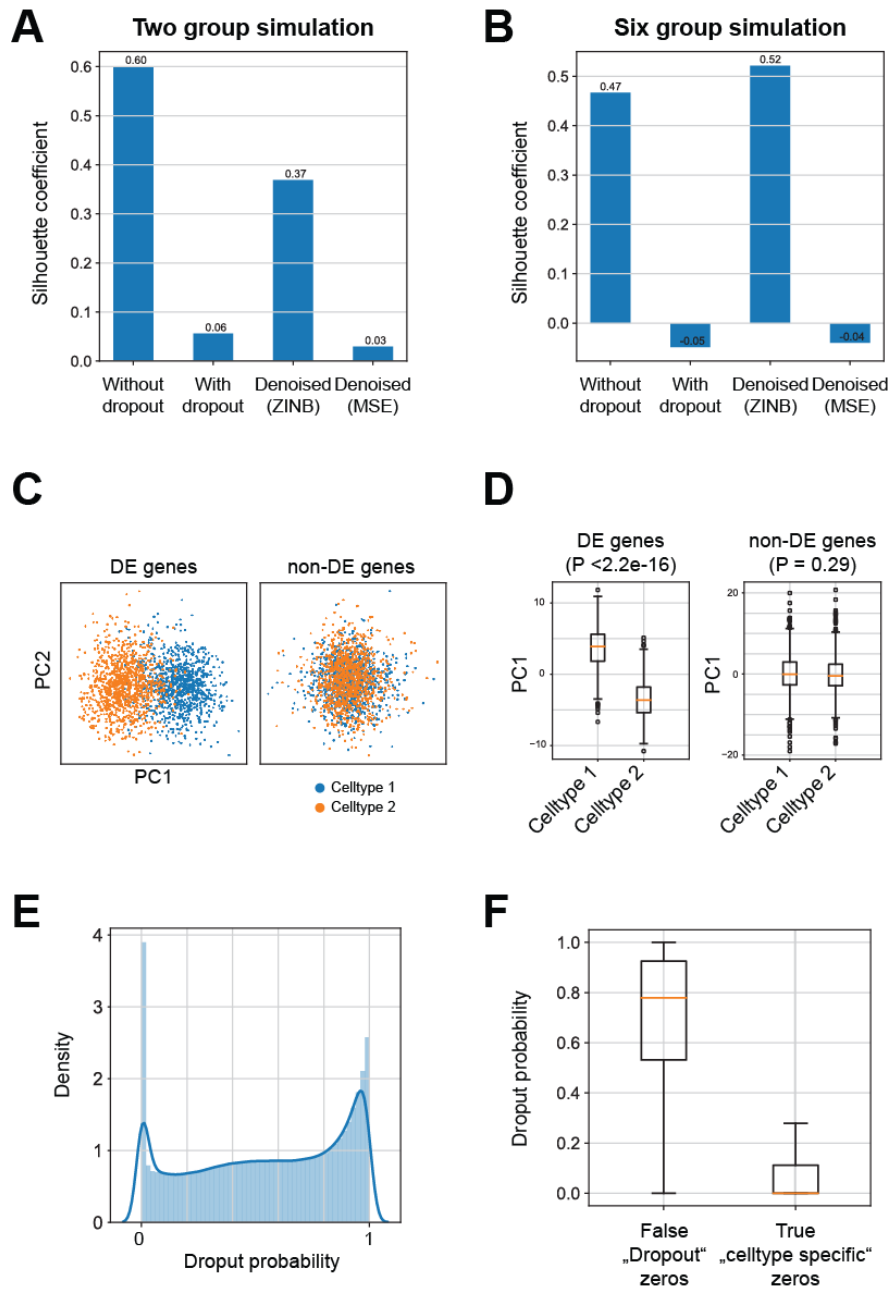 A
Two group simulation
Silhouette coefficient
0.6
0.5
0.4
0.3
0.2
0.1
0.0
0.60
0.06
0.37
0.03
Without dropout
With dropout
Denoised (ZINB)
Denoised (MSE)
B
Six group simulation
Silhouette coefficient
0.5
0.4
0.3
0.2
0.1
0.0
0.47
-0.05
0.52
-0.04
Without dropout
With dropout
Denoised (ZINB)
Denoised (MSE)
C
DE genes
non-DE genes
PC2
PC1
Celltype 1
Celltype 2
D
DE genes
(P <2.2e-16)
PC1
10
0
−10
Celltype 1
Celltype 2
non-DE genes
(P = 0.29)
PC1
20
0
−20
Celltype 1
Celltype 2
E
Density
4
3
2
1
0
0
1
Droput probability
F
Droput probability
1.0
0.8
0.6
0.4
0.2
0.0
False
„Dropout“
zeros
True
„celltype specific“
zeros